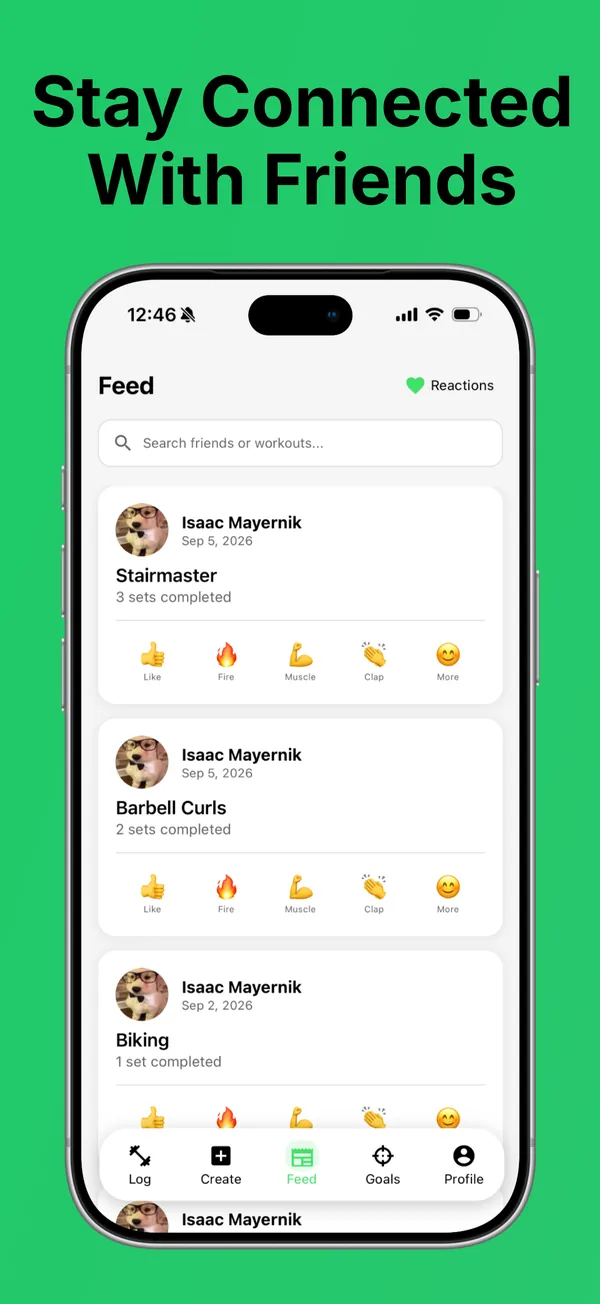 Stay Connected
With Friends
12:46
Feed
Reactions
Search friends or workouts...
Isaac Mayernik
Sep 5, 2026
Stairmaster
3 sets completed
Like Fire Muscle Clap More
Isaac Mayernik
Sep 5, 2026
Barbell Curls
2 sets completed
Like Fire Muscle Clap More
Isaac Mayernik
Sep 2, 2026
Biking
1 set completed
Log Create Feed Goals Profile
Isaac Mayernik